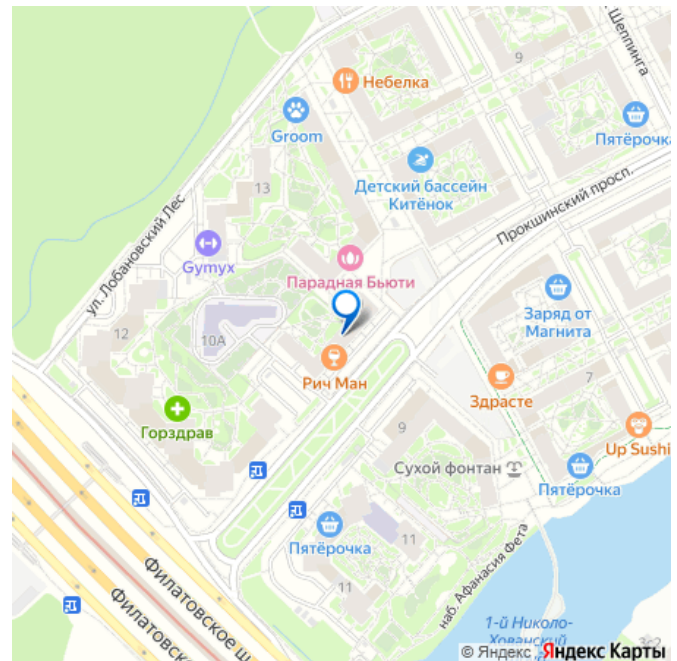 Шеппинга
9
Небелка
Groom
Пятёрочка
Детский бассейн
Китёнок
13
Прокшинский просп.
ул. Лобановский Лес
Gymyx
Парадная Бьюти
Заряд от
Магнита
12
10А
Рич Ман
Здрасте
7
Горздрав
9
Up Sushi
Сухой фонтан
Пятёрочка
Пятёрочка
11
11
наб. Афанасия Фета
Филатовское ш
Филатовско
1-й Николо-
Хованский
3с2
© Яндекс Яндекс Карты